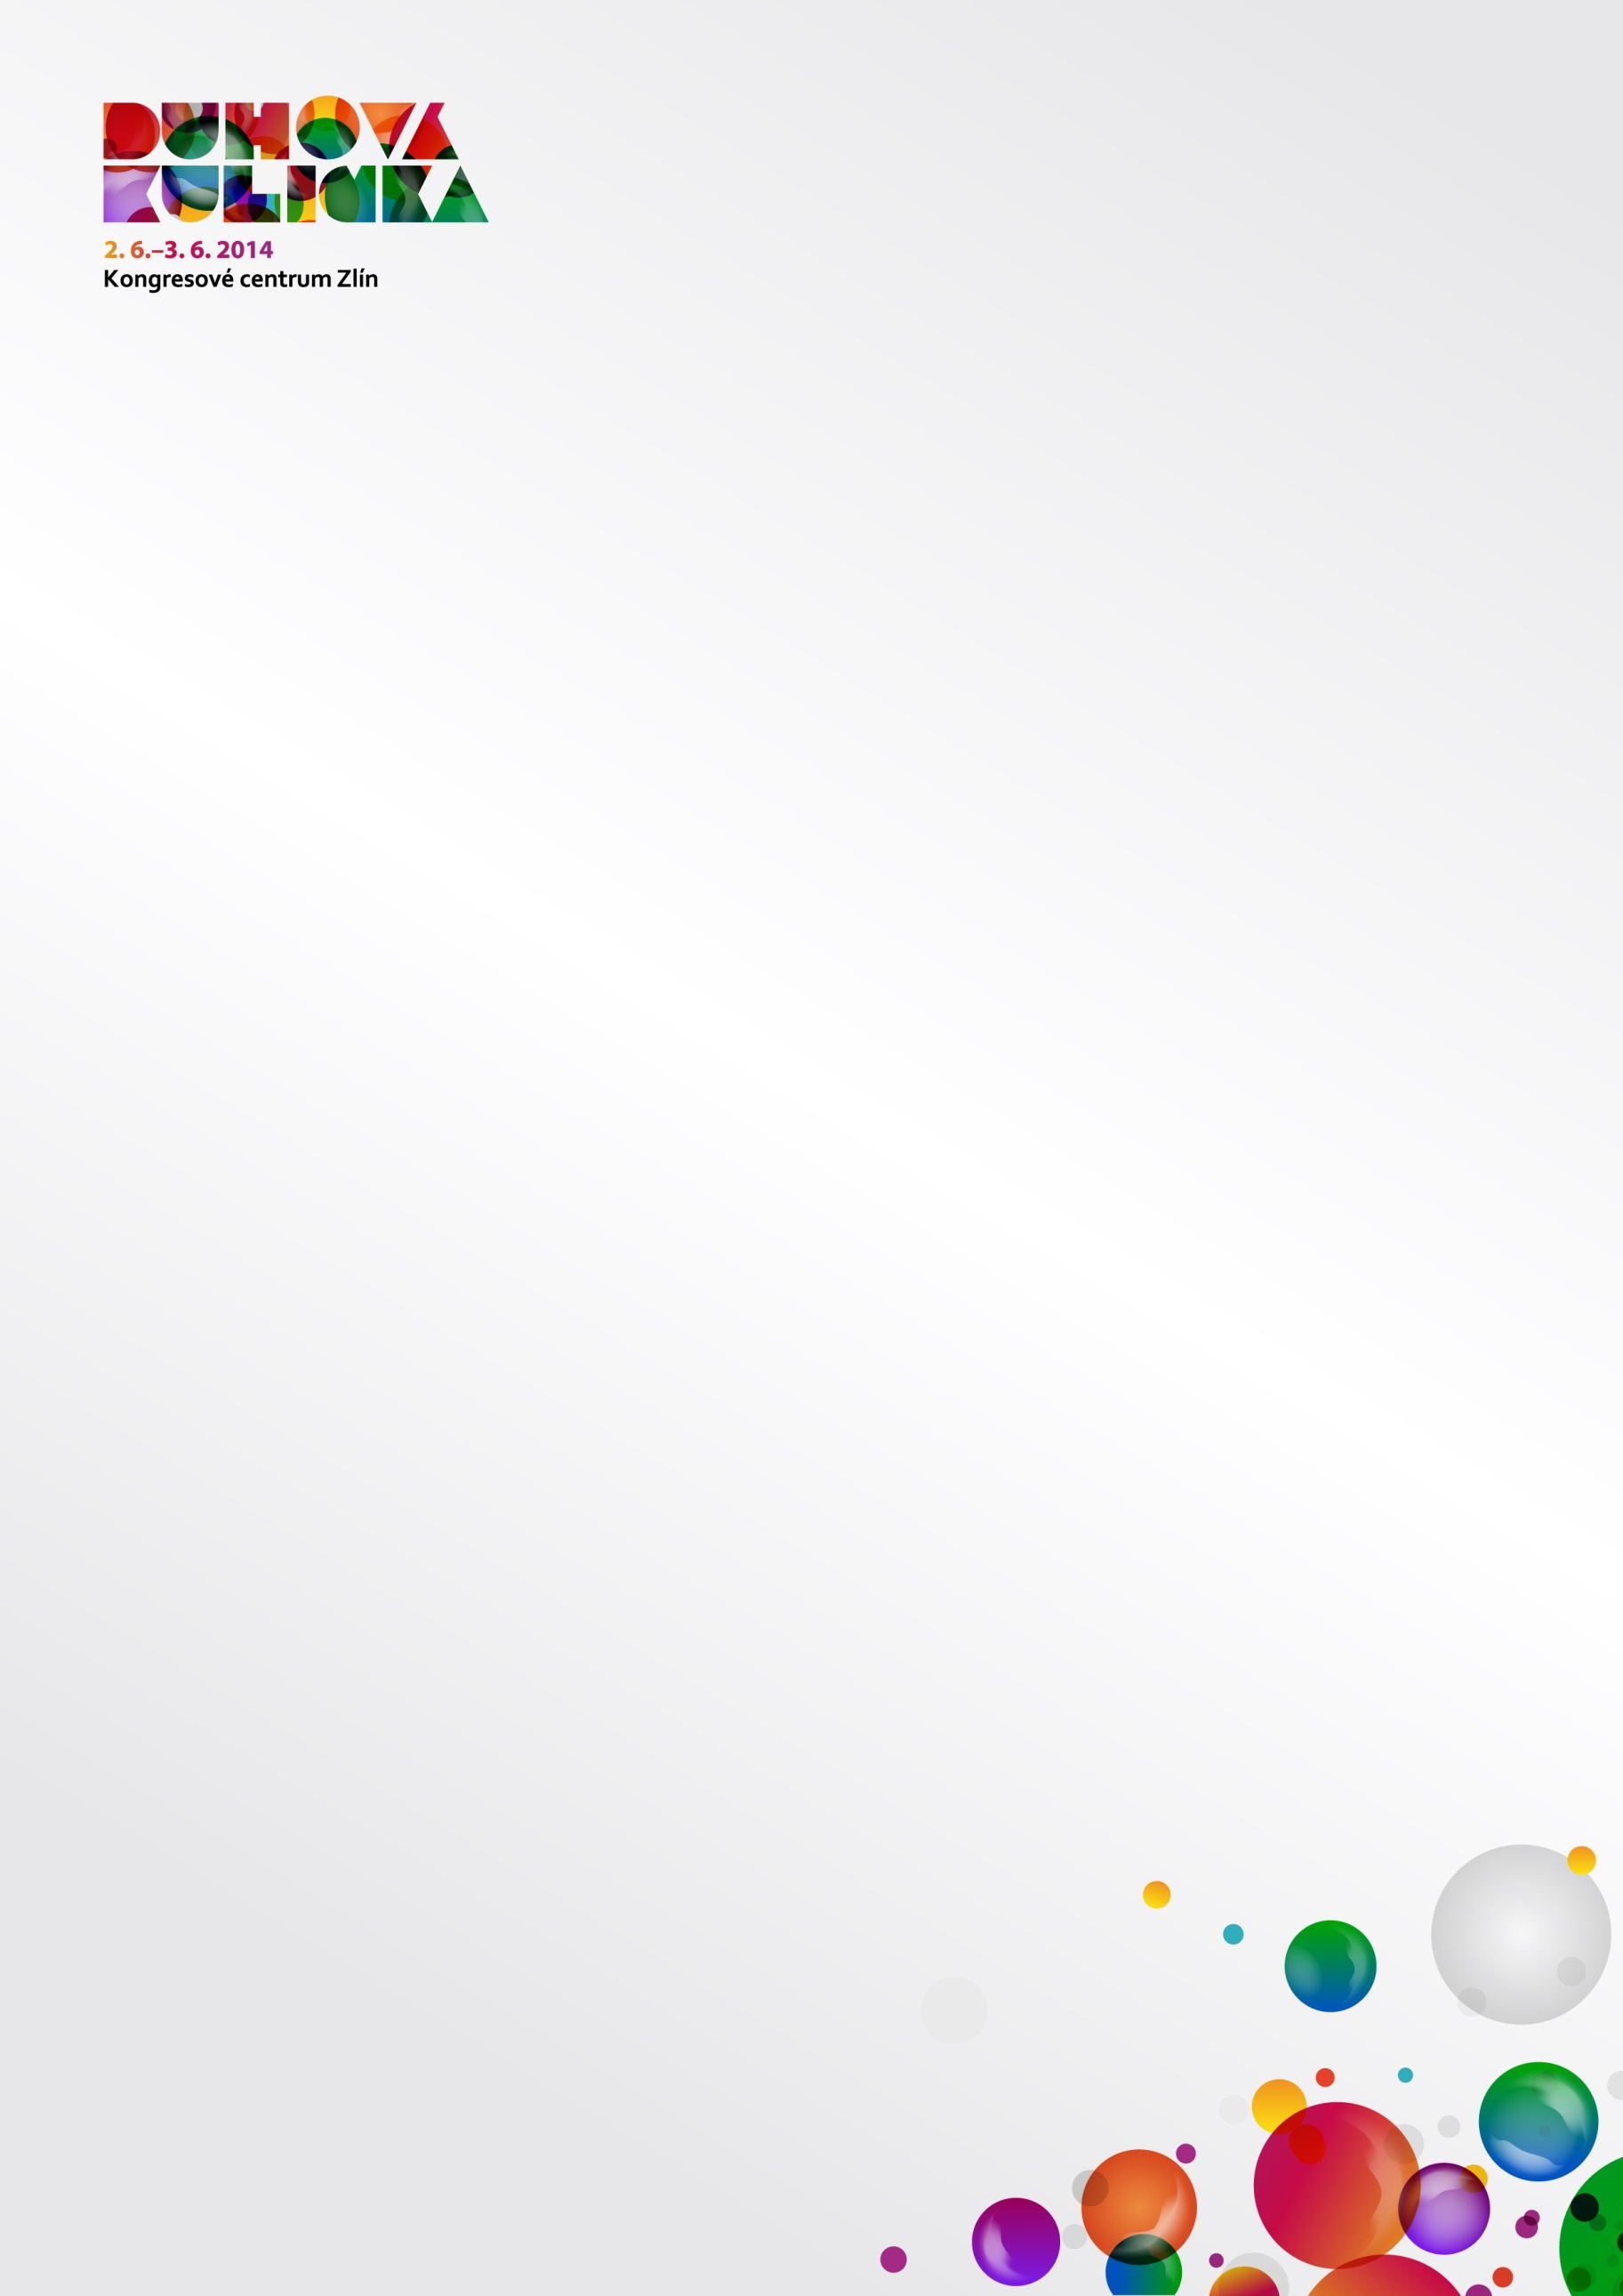 DUHOVÁ
KULIČKA
2. 6.–3. 6. 2014
Kongresové centrum Zlín